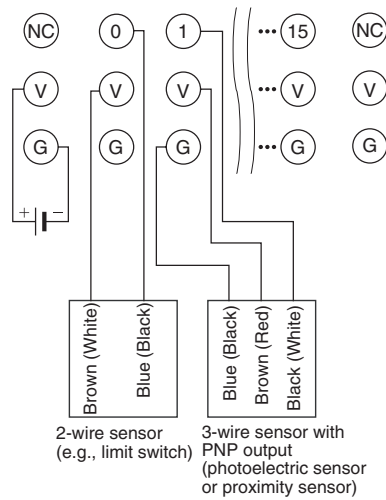 NC 0 1 ••• 15 NC
V V V ••• V V
G G G ••• G G
+ −
Brown (White)
Blue (Black)
Blue (Black)
Brown (Red)
Black (White)
2-wire sensor
(e.g., limit switch)
3-wire sensor with
PNP output
(photoelectric sensor
or proximity sensor)